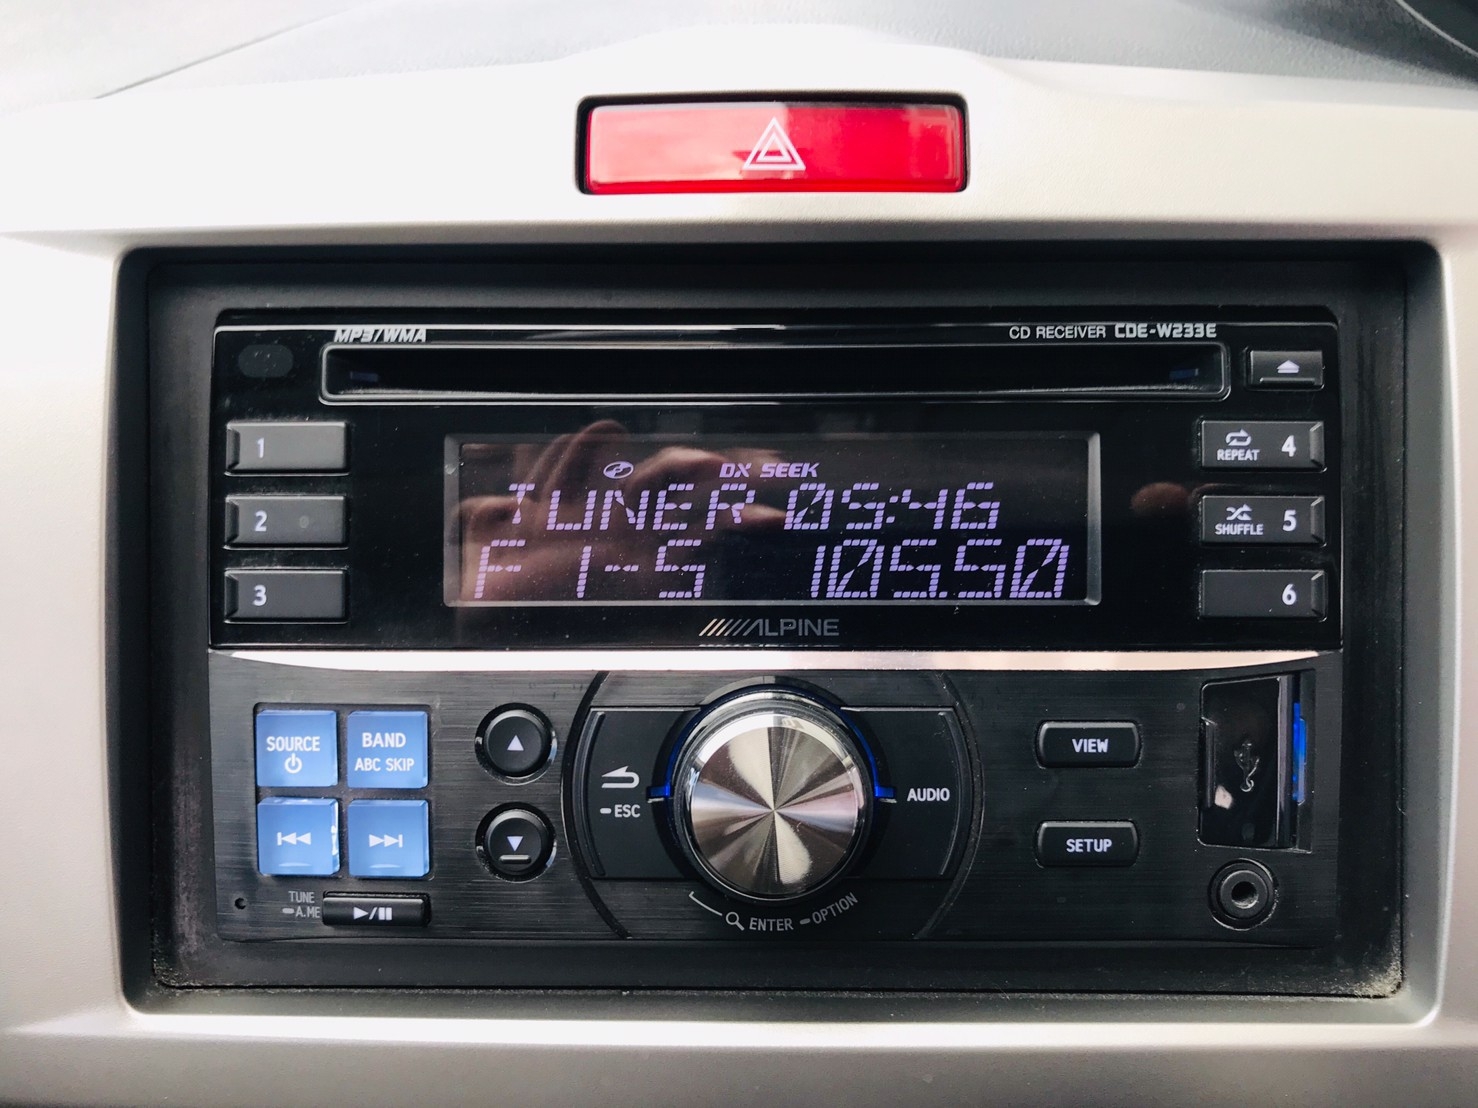 MP3/WMA
CD RECEIVER CDE-W233E
1
2
3
DX SEEK
TUNER 05:46
F1-5 105.50
ALPINE
REPEAT 4
SHUFFLE 5
6
SOURCE
BAND
ABC SKIP
TUNE
A.ME
ESC
AUDIO
ENTER OPTION
VIEW
SETUP